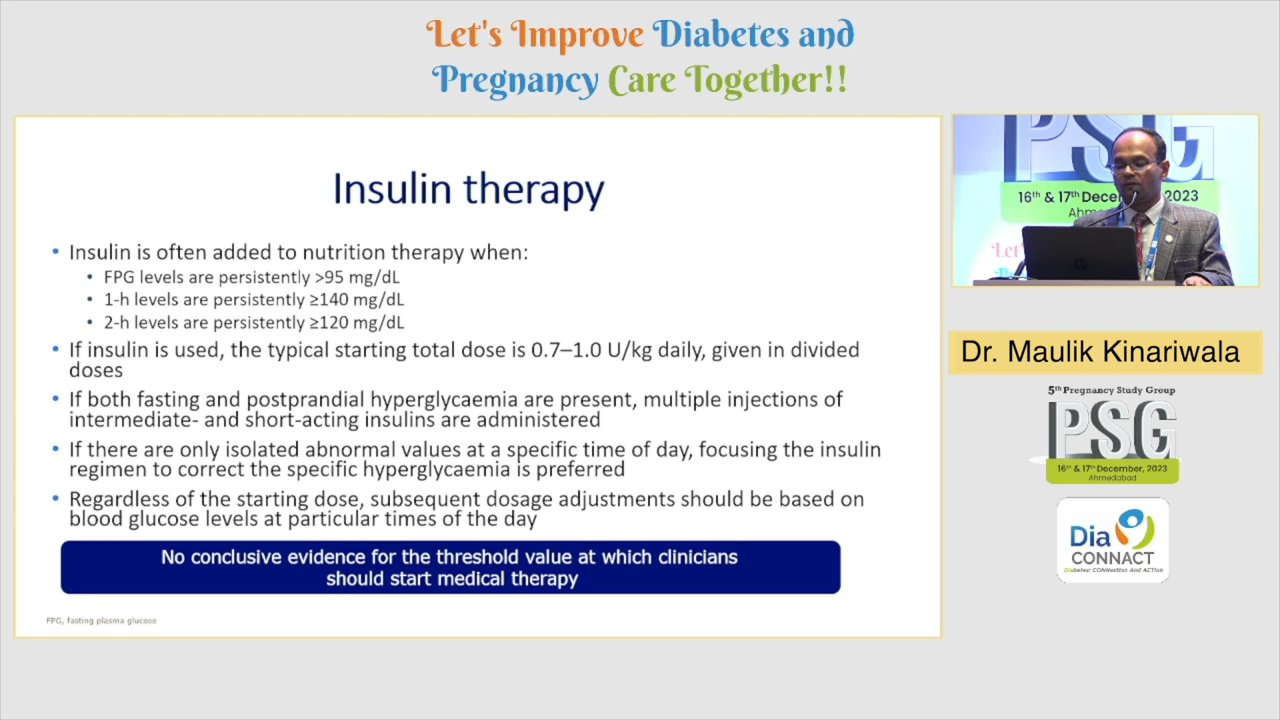 Let's Improve Diabetes and
Pregnancy Care Together!!
Insulin therapy
• Insulin is often added to nutrition therapy when:
• FPG levels are persistently >95 mg/dL
• 1-h levels are persistently ≥140 mg/dL
• 2-h levels are persistently ≥120 mg/dL
• If insulin is used, the typical starting total dose is 0.7–1.0 U/kg daily, given in divided
doses
• If both fasting and postprandial hyperglycaemia are present, multiple injections of
intermediate- and short-acting insulins are administered
• If there are only isolated abnormal values at a specific time of day, focusing the insulin
regimen to correct the specific hyperglycaemia is preferred
• Regardless of the starting dose, subsequent dosage adjustments should be based on
blood glucose levels at particular times of the day
No conclusive evidence for the threshold value at which clinicians
should start medical therapy
FPG, fasting plasma glucose
PSG
16th & 17th Decem 2023
Ahm
Let
Dr. Maulik Kinariwala
5th Pregnancy Study Group
PSG
16th & 17th December, 2023
Ahmedabad
Dia
CONNACT
Diabetes: CONNection And ACTion